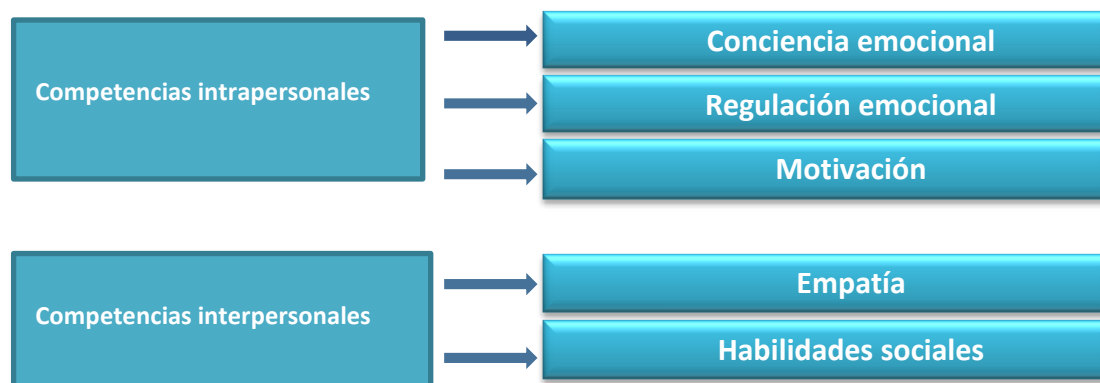 Competencias intrapersonales
Conciencia emocional
Regulación emocional
Motivación
Competencias interpersonales
Empatía
Habilidades sociales